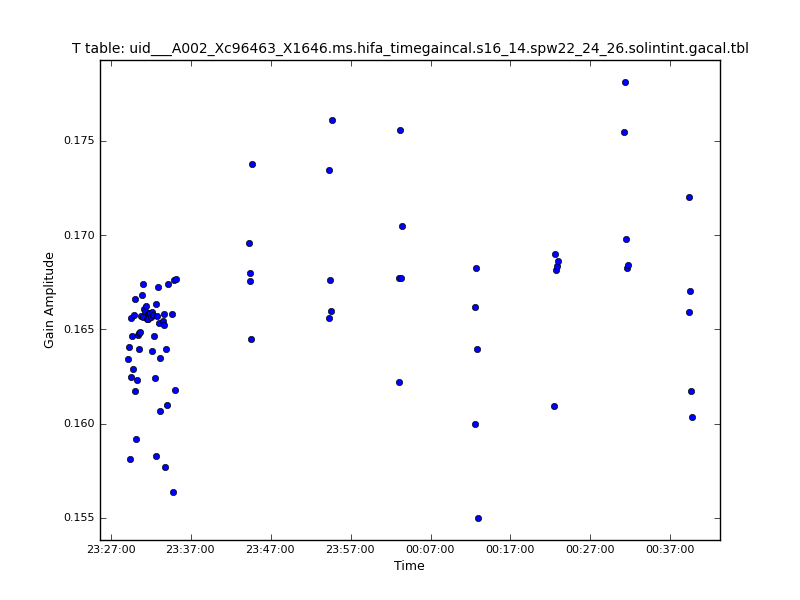 T table: uid___A002_Xc96463_X1646.ms.hifa_timegaincal.s16_14.spw22_24_26.solintint.gacal.tbl
Gain Amplitude
0.175
0.170
0.165
0.160
0.155
23:27:00 23:37:00 23:47:00 23:57:00 00:07:00 00:17:00 00:27:00 00:37:00
Time